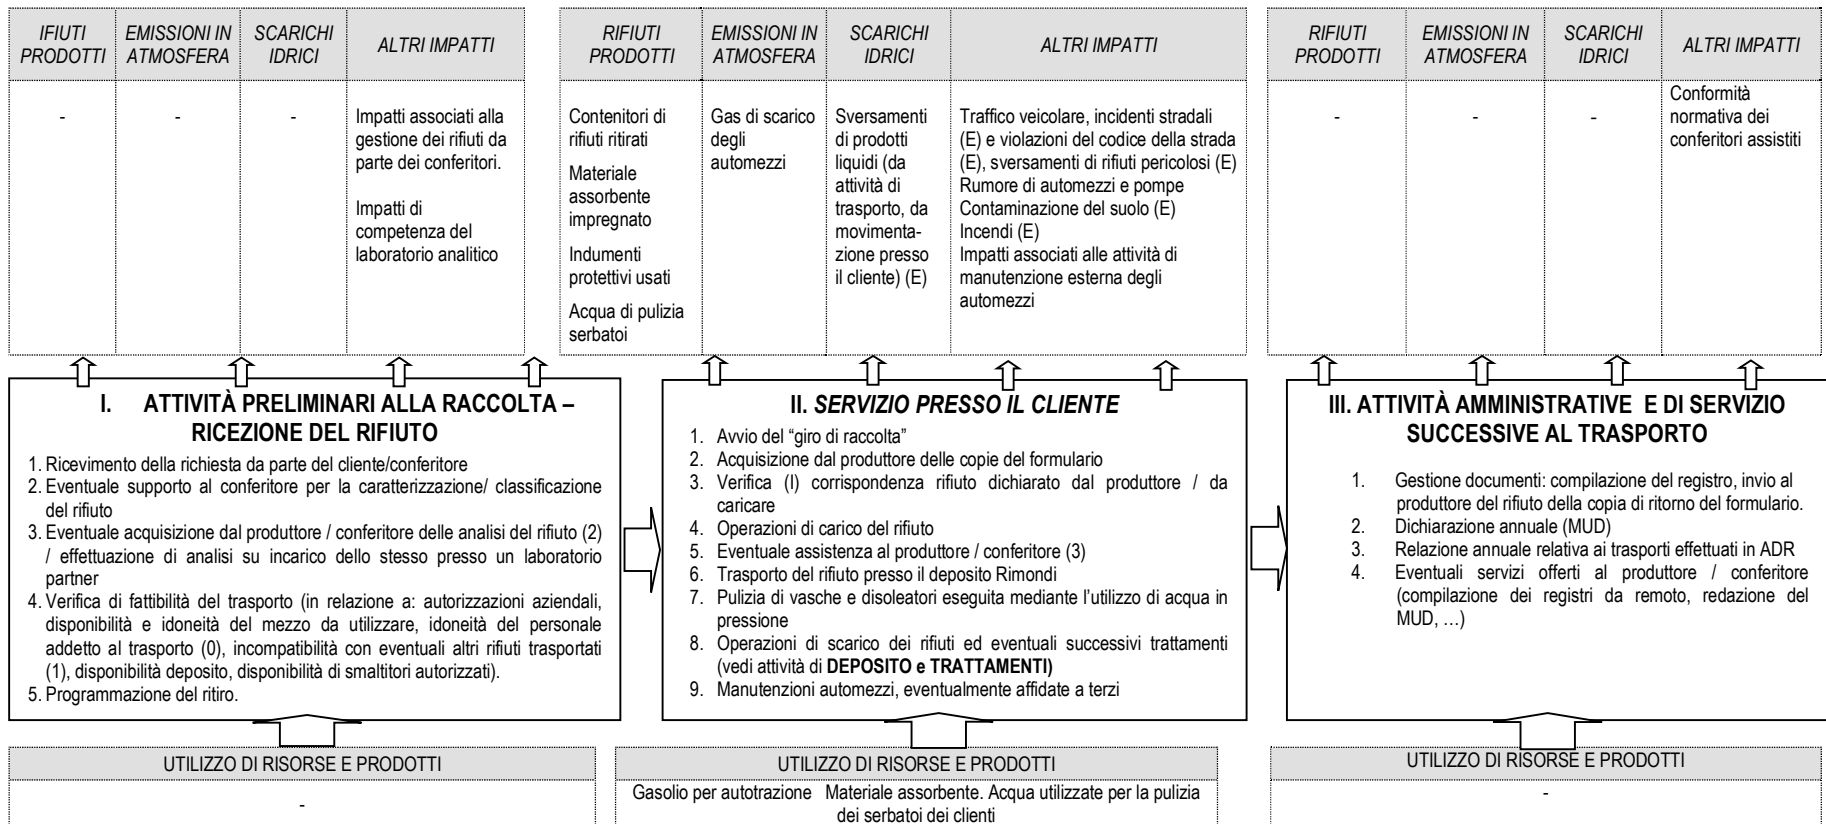 IFIUTI
PRODOTTI
EMISSIONI IN
ATMOSFERA
SCARICHI
IDRICI
ALTRI IMPATTI
-
-
-
Impatti associati alla
gestione dei rifiuti da
parte dei conferitori.
Impatti di
competenza del
laboratorio analitico
RIFIUTI
PRODOTTI
EMISSIONI IN
ATMOSFERA
SCARICHI
IDRICI
ALTRI IMPATTI
Contenitori di
rifiuti ritirati
Materiale
assorbente
impregnato
Indumenti
protettivi usati
Acqua di pulizia
serbatoi
Gas di scarico
degli
automezzi
Sversamenti
di prodotti
liquidi (da
attività di
trasporto, da
movimenta-
zione presso
il cliente) (E)
Traffico veicolare, incidenti stradali
(E) e violazioni del codice della strada
(E), sversamenti di rifiuti pericolosi (E)
Rumore di automezzi e pompe
Contaminazione del suolo (E)
Incendi (E)
Impatti associati alle attività di
manutenzione esterna degli
automezzi
RIFIUTI
PRODOTTI
EMISSIONI IN
ATMOSFERA
SCARICHI
IDRICI
ALTRI IMPATTI
-
-
-
Conformità
normativa dei
conferitori assistiti
I. ATTIVITÀ PRELIMINARI ALLA RACCOLTA –
RICEZIONE DEL RIFIUTO
1. Ricevimento della richiesta da parte del cliente/conferitore
2. Eventuale supporto al conferitore per la caratterizzazione/ classificazione
del rifiuto
3. Eventuale acquisizione dal produttore / conferitore delle analisi del rifiuto (2)
/ effettuazione di analisi su incarico dello stesso presso un laboratorio
partner
4. Verifica di fattibilità del trasporto (in relazione a: autorizzazioni aziendali,
disponibilità e idoneità del mezzo da utilizzare, idoneità del personale
addetto al trasporto (0), incompatibilità con eventuali altri rifiuti trasportati
(1), disponibilità deposito, disponibilità di smaltitori autorizzati).
5. Programmazione del ritiro.
II. SERVIZIO PRESSO IL CLIENTE
1. Avvio del “giro di raccolta”
2. Acquisizione dal produttore delle copie del formulario
3. Verifica (I) corrispondenza rifiuto dichiarato dal produttore / da
caricare
4. Operazioni di carico del rifiuto
5. Eventuale assistenza al produttore / conferitore (3)
6. Trasporto del rifiuto presso il deposito Rimondi
7. Pulizia di vasche e disoleatori eseguita mediante l’utilizzo di acqua in
pressione
8. Operazioni di scarico dei rifiuti ed eventuali successivi trattamenti
(vedi attività di DEPOSITO e TRATTAMENTI)
9. Manutenzioni automezzi, eventualmente affidate a terzi
III. ATTIVITÀ AMMINISTRATIVE E DI SERVIZIO
SUCCESSIVE AL TRASPORTO
1. Gestione documenti: compilazione del registro, invio al
produttore del rifiuto della copia di ritorno del formulario.
2. Dichiarazione annuale (MUD)
3. Relazione annuale relativa ai trasporti effettuati in ADR
4. Eventuali servizi offerti al produttore / conferitore
(compilazione dei registri da remoto, redazione del
MUD, …)
UTILIZZO DI RISORSE E PRODOTTI
-
UTILIZZO DI RISORSE E PRODOTTI
Gasolio per autotrazione Materiale assorbente. Acqua utilizzate per la pulizia
dei serbatoi dei clienti
UTILIZZO DI RISORSE E PRODOTTI
-